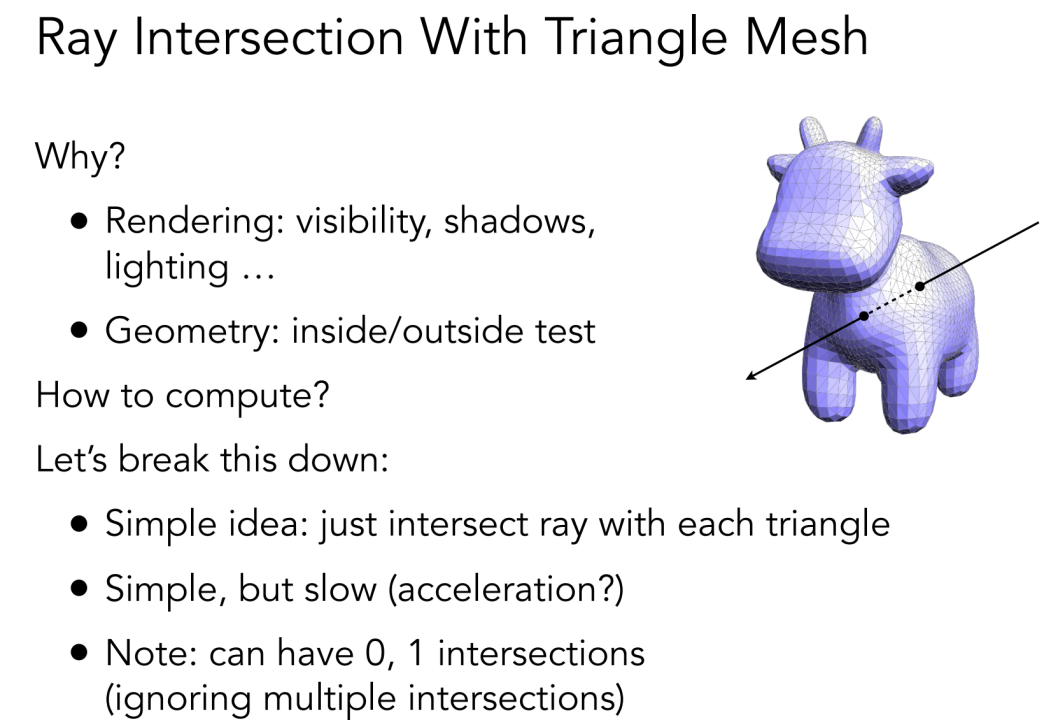 Ray Intersection With Triangle Mesh
Why?
• Rendering: visibility, shadows,
lighting …
• Geometry: inside/outside test
How to compute?
Let’s break this down:
• Simple idea: just intersect ray with each triangle
• Simple, but slow (acceleration?)
• Note: can have 0, 1 intersections
(ignoring multiple intersections)